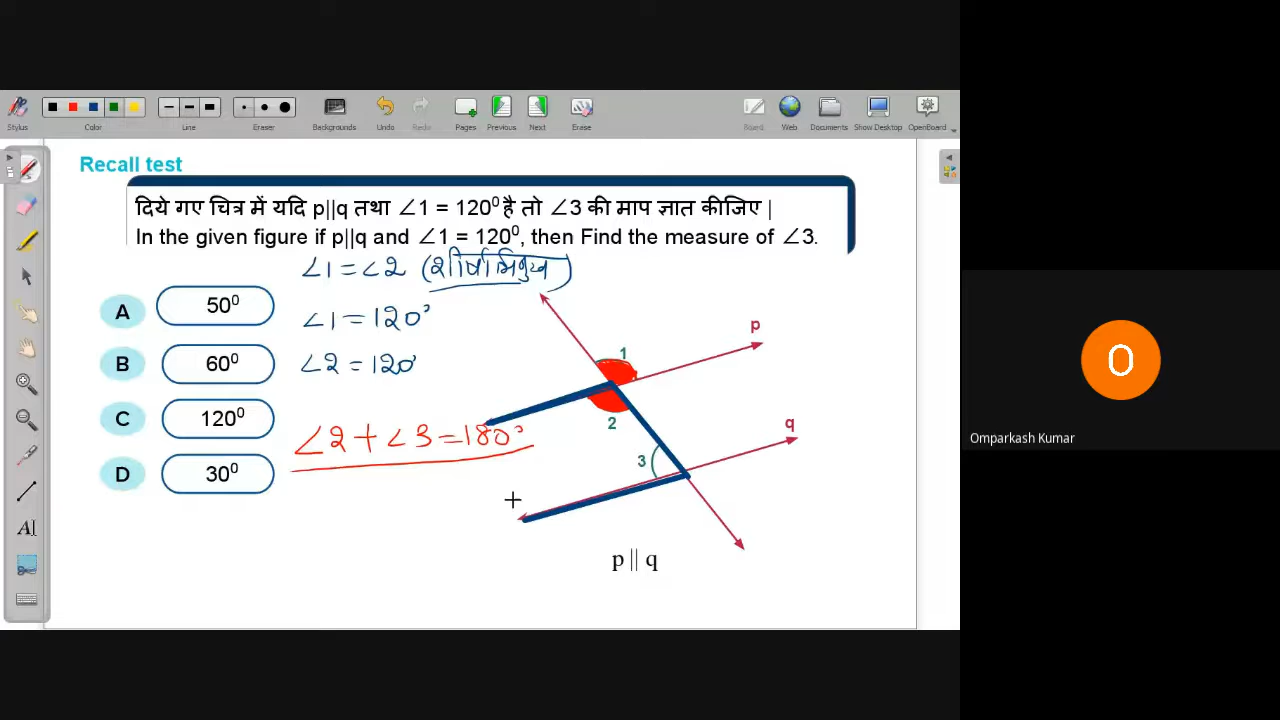 Stylus
Color
Line
Eraser
Backgrounds
Undo
Redo
Pages
Previous
Next
Erase
Board
Web
Documents
Show Desktop
OpenBoard
Recall test
दिये गए चित्र में यदि p||q तथा ∠1 = 120⁰ है तो ∠3 की माप ज्ञात कीजिए |
In the given figure if p||q and ∠1 = 120⁰, then Find the measure of ∠3.
∠1 = ∠2 (शीर्षाभिमुख)
A 50⁰
∠1 = 120°
B 60⁰
∠2 = 120°
C 120⁰
∠2 + ∠3 = 180°
D 30⁰
1
p
2
q
3
p || q
O
Omparkash Kumar